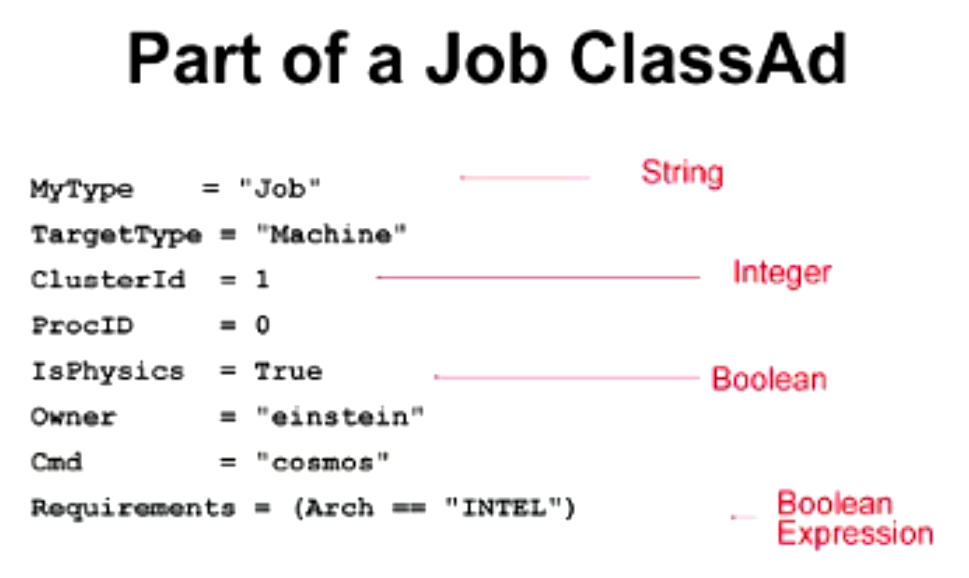 Part of a Job ClassAd
MyType = "Job"
String
TargetType = "Machine"
ClusterId = 1
Integer
ProcID = 0
IsPhysics = True
Boolean
Owner = "einstein"
Cmd = "cosmos"
Requirements = (Arch == "INTEL")
Boolean
Expression